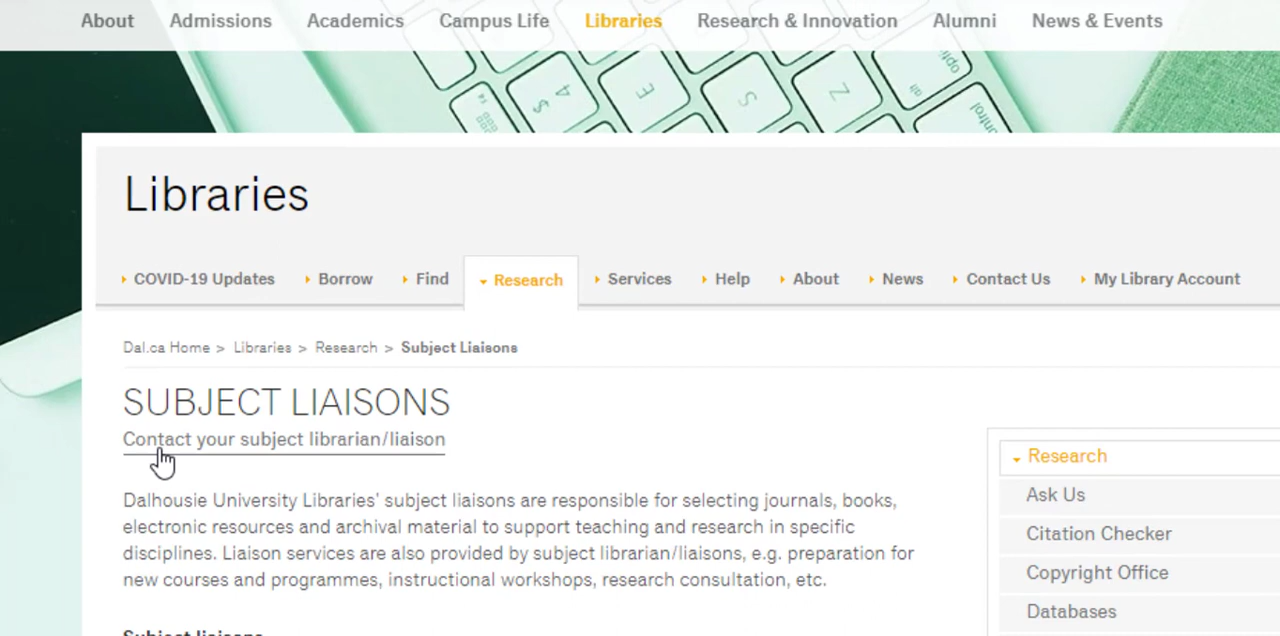 About Admissions Academics Campus Life Libraries Research & Innovation Alumni News & Events
$ 4 E S Z
control
Libraries
COVID-19 Updates Borrow Find Research Services Help About News Contact Us My Library Account
Dal.ca Home > Libraries > Research > Subject Liaisons
SUBJECT LIAISONS
Contact your subject librarian/liaison
Dalhousie University Libraries' subject liaisons are responsible for selecting journals, books,
electronic resources and archival material to support teaching and research in specific
disciplines. Liaison services are also provided by subject librarian/liaisons, e.g. preparation for
new courses and programmes, instructional workshops, research consultation, etc.
Subject liaisons
Research
Ask Us
Citation Checker
Copyright Office
Databases